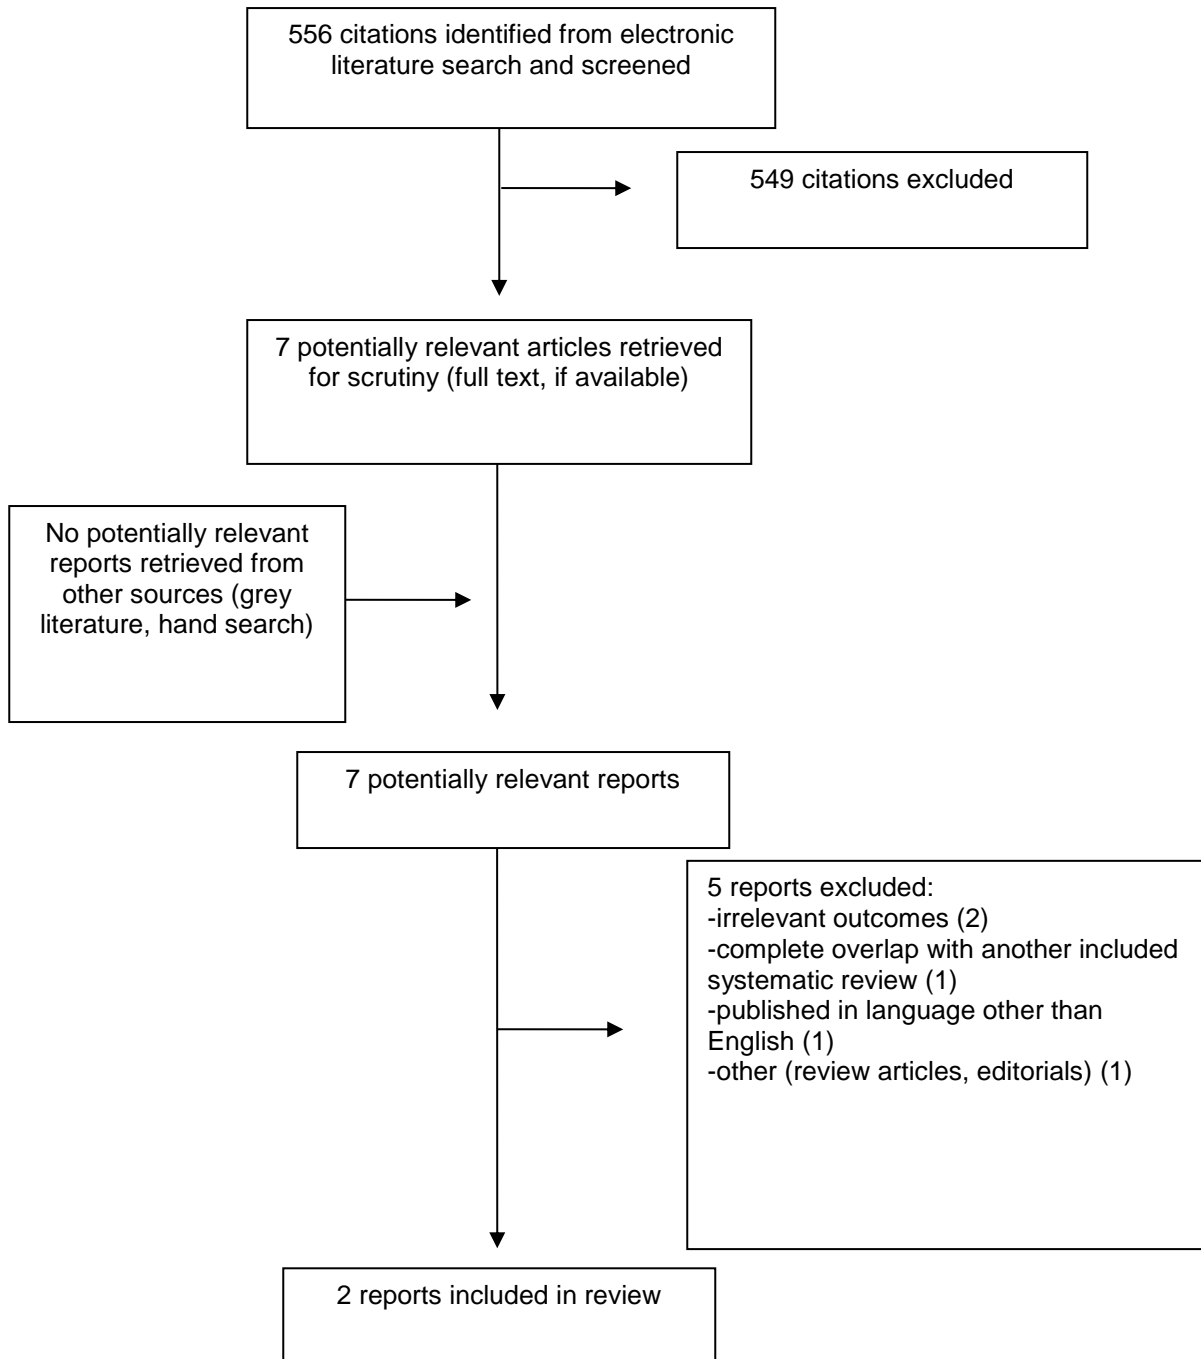 556 citations identified from electronic
literature search and screened
549 citations excluded
7 potentially relevant articles retrieved
for scrutiny (full text, if available)
No potentially relevant
reports retrieved from
other sources (grey
literature, hand search)
7 potentially relevant reports
5 reports excluded:
-irrelevant outcomes (2)
-complete overlap with another included
systematic review (1)
-published in language other than
English (1)
-other (review articles, editorials) (1)
2 reports included in review